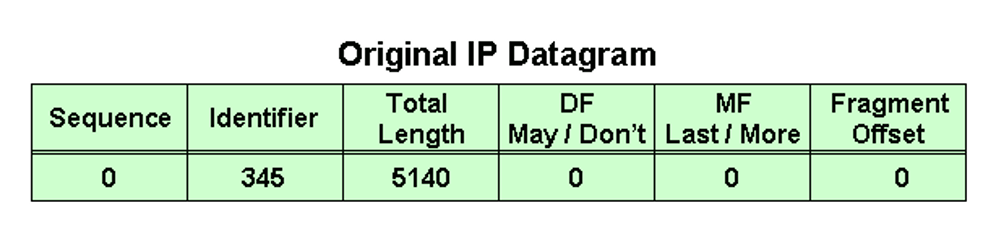 Original IP Datagram
Sequence Identifier Total Length DF May / Don't MF Last / More Fragment Offset
0 345 5140 0 0 0